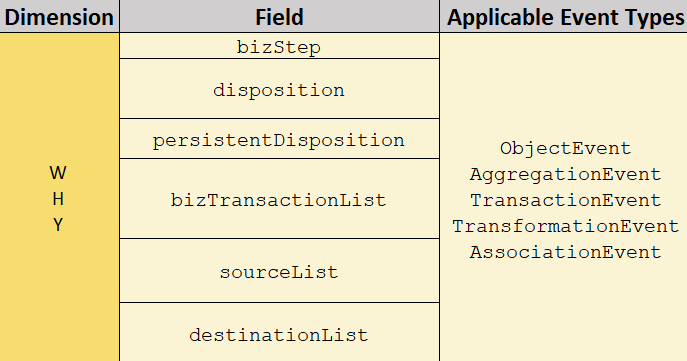 Dimension Field Applicable Event Types
bizStep
disposition
persistentDisposition
bizTransactionList
sourceList
destinationList
W
H
Y
ObjectEvent
AggregationEvent
TransactionEvent
TransformationEvent
AssociationEvent